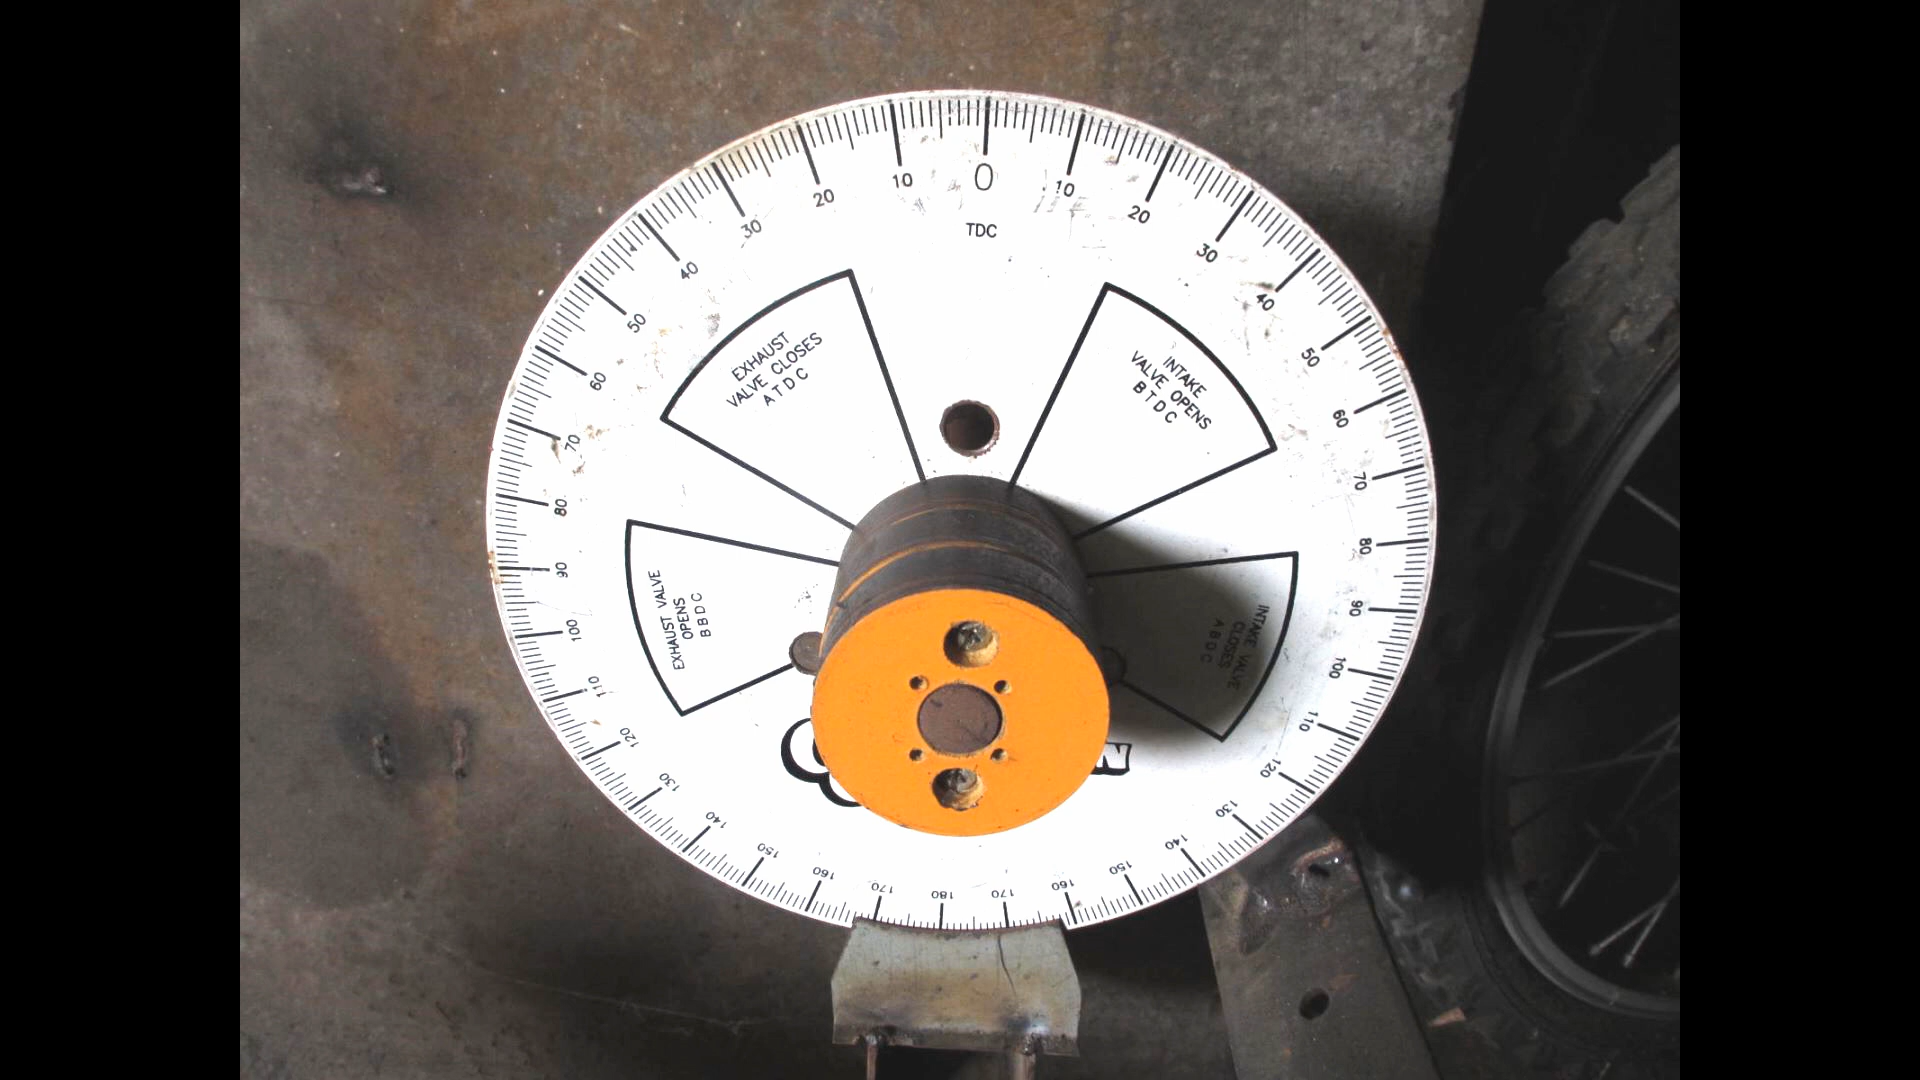 0
TDC
10
20
30
40
50
60
70
80
90
100
110
120
130
140
150
160
170
180
170
160
150
140
130
120
110
100
90
80
70
60
50
40
30
20
10
EXHAUST
VALVE CLOSES
A T D C
INTAKE
VALVE OPENS
B T D C
EXHAUST VALVE
OPENS
B B D C
INTAKE VALVE
CLOSES
A B D C